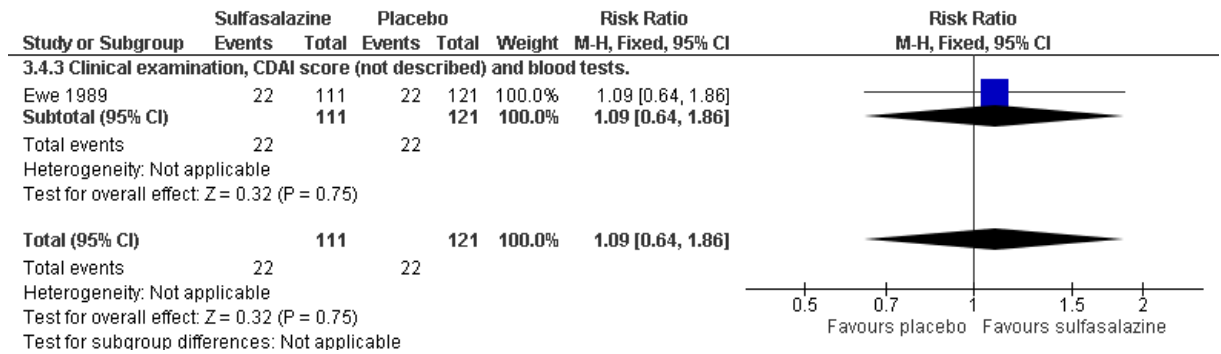 Sulfasalazine Placebo Risk Ratio Risk Ratio
Study or Subgroup Events Total Events Total Weight M-H, Fixed, 95% CI M-H, Fixed, 95% CI
3.4.3 Clinical examination, CDAI score (not described) and blood tests.
Ewe 1989 22 111 22 121 100.0% 1.09 [0.64, 1.86]
Subtotal (95% CI) 111 121 100.0% 1.09 [0.64, 1.86]
Total events 22 22
Heterogeneity: Not applicable
Test for overall effect: Z = 0.32 (P = 0.75)
Total (95% CI) 111 121 100.0% 1.09 [0.64, 1.86]
Total events 22 22
Heterogeneity: Not applicable
Test for overall effect: Z = 0.32 (P = 0.75)
Test for subgroup differences: Not applicable
0.5 0.7 1 1.5 2
Favours placebo Favours sulfasalazine